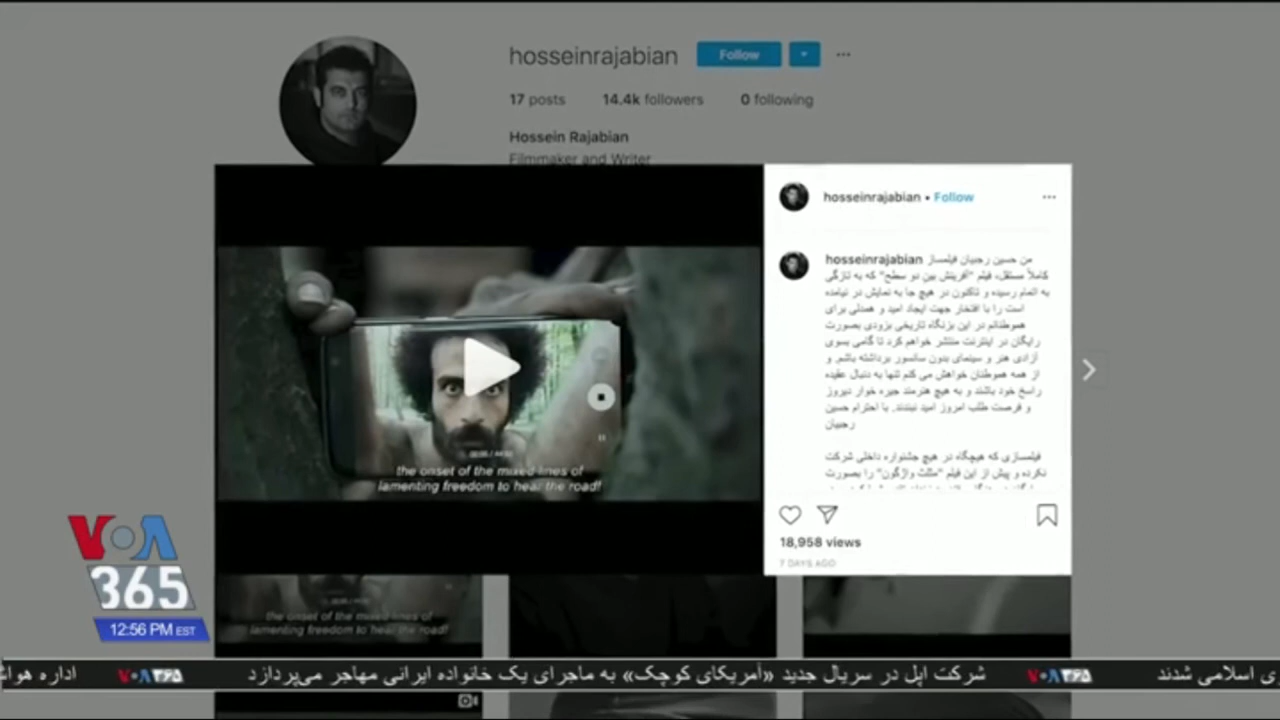 hosseinrajabian Follow
17 posts 14.4k followers 0 following
Hossein Rajabian
Filmmaker and Writer
hosseinrajabian • Follow
hosseinrajabian من حسین رجبیان فیلمساز
کاملاً مستقل، فیلم "آفرینش بین دو سطح" که به تازگی
به اتمام رسیده و تاکنون در هیچ جا به نمایش در نیامده
است را با افتخار جهت ایجاد امید و همدلی برای
هموطنانم در این بزنگاه تاریخی بزودی بصورت
رایگان در اینترنت منتشر خواهم کرد تا گامی بسوی
آزادی هنر و سینمای بدون سانسور برداشته باشم. و
از همه هموطنان خواهش می کنم تنها به دنبال عقیده
راسخ خود باشند و به هیچ هنرمند جیره خوار دیروز
و فرصت طلب امروز امید نبندند. با احترام حسین
رجبیان
فیلمسازی که هیچگاه در هیچ جشنواره داخلی شرکت
نکرده و پیش از این فیلم "مثلث واژگون" را بصورت
the onset of the mixed lines of
lamenting freedom to hear the road!
18,958 views
7 DAYS AGO
the onset of the mixed lines of
lamenting freedom to hear the road!
VOA
365
12:56 PM EST
ی اسلامی شدند VOA۳۶۵ شرکت اپل در سریال جدید «آمریکای کوچک» به ماجرای یک خانواده ایرانی مهاجر می‌پردازد VOA۳۶۵ اداره